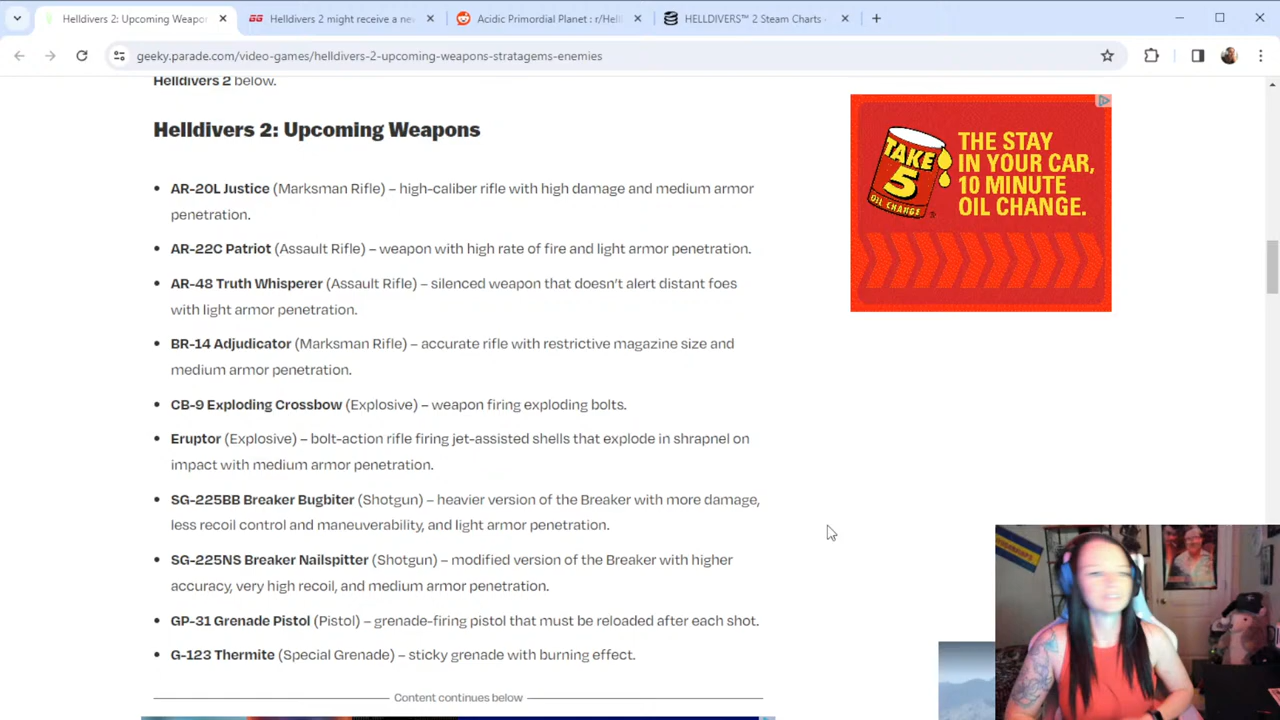 Helldivers 2: Upcoming Weapo
Helldivers 2 might receive a ne
Acidic Primordial Planet : r/Hell
HELLDIVERS™ 2 Steam Charts
geeky.parade.com/video-games/helldivers-2-upcoming-weapons-stratagems-enemies
Helldivers 2 below.
Helldivers 2: Upcoming Weapons
• AR-20L Justice (Marksman Rifle) – high-caliber rifle with high damage and medium armor
penetration.
• AR-22C Patriot (Assault Rifle) – weapon with high rate of fire and light armor penetration.
• AR-48 Truth Whisperer (Assault Rifle) – silenced weapon that doesn't alert distant foes
with light armor penetration.
• BR-14 Adjudicator (Marksman Rifle) – accurate rifle with restrictive magazine size and
medium armor penetration.
• CB-9 Exploding Crossbow (Explosive) – weapon firing exploding bolts.
• Eruptor (Explosive) – bolt-action rifle firing jet-assisted shells that explode in shrapnel on
impact with medium armor penetration.
• SG-225BB Breaker Bugbiter (Shotgun) – heavier version of the Breaker with more damage,
less recoil control and maneuverability, and light armor penetration.
• SG-225NS Breaker Nailspitter (Shotgun) – modified version of the Breaker with higher
accuracy, very high recoil, and medium armor penetration.
• GP-31 Grenade Pistol (Pistol) – grenade-firing pistol that must be reloaded after each shot.
• G-123 Thermite (Special Grenade) – sticky grenade with burning effect.
Content continues below
TAKE
5
OIL CHANGE
THE STAY
IN YOUR CAR,
10 MINUTE
OIL CHANGE.